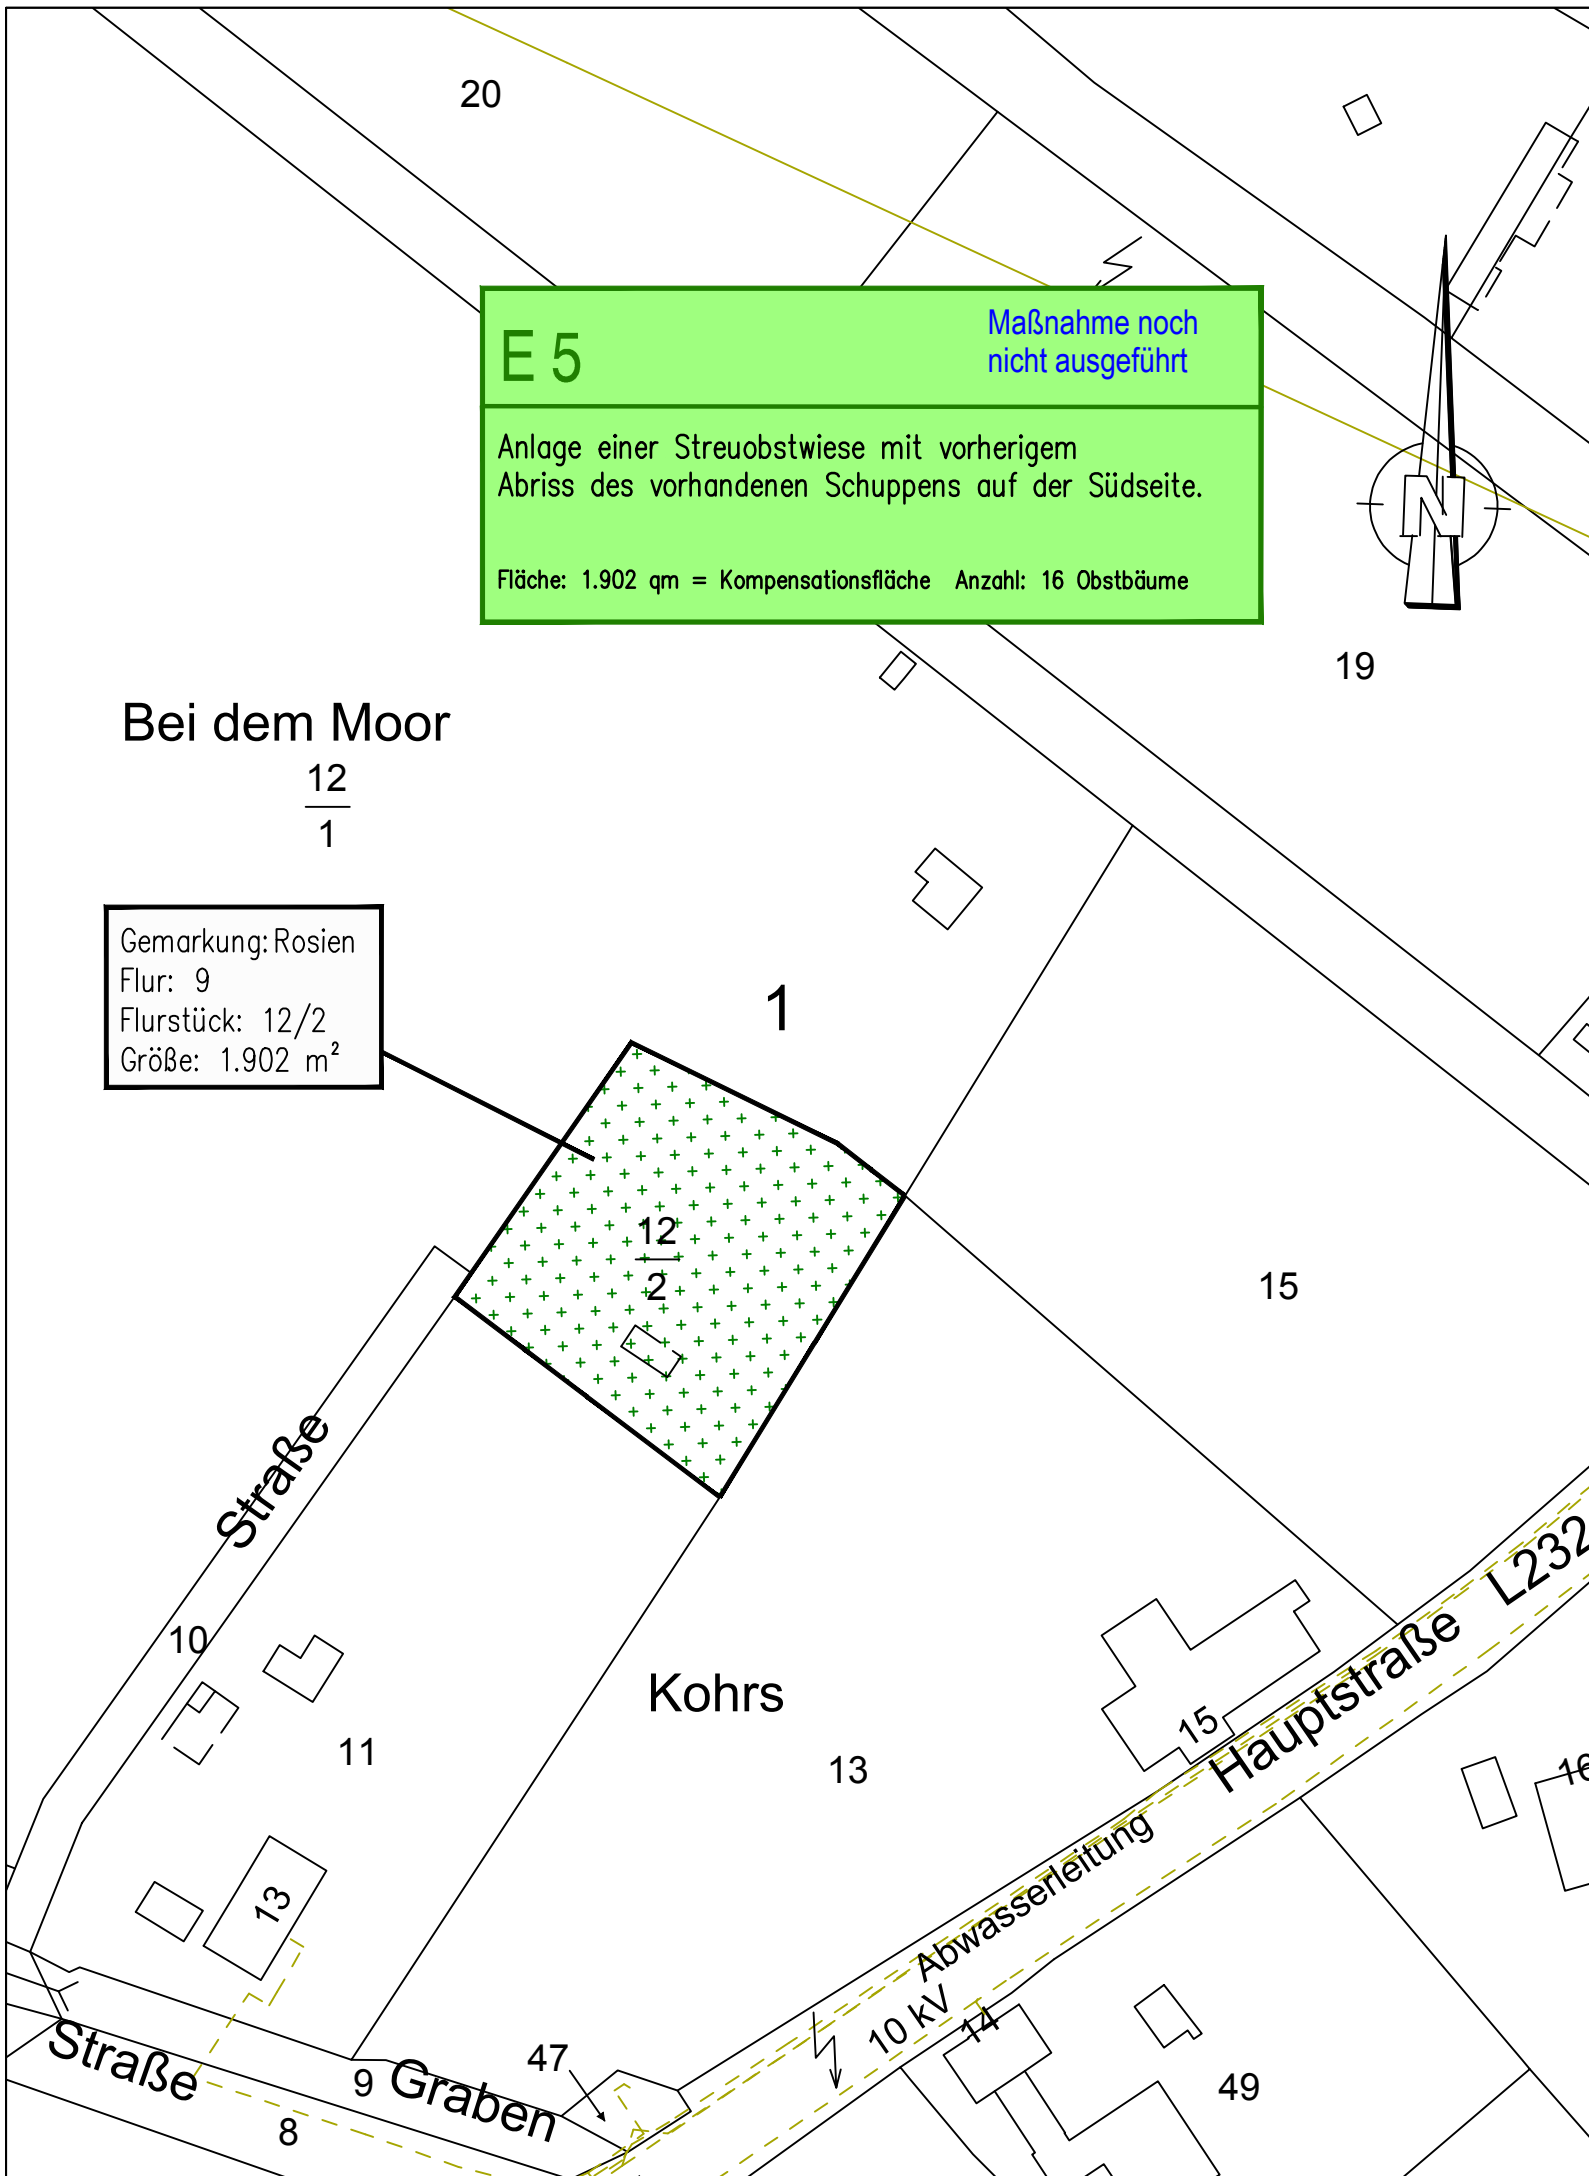 20
E 5
Maßnahme noch
nicht ausgeführt
Anlage einer Streuobstwiese mit vorherigem
Abriss des vorhandenen Schuppens auf der Südseite.
Fläche: 1.902 qm = Kompensationsfläche Anzahl: 16 Obstbäume
N
19
Bei dem Moor
12
1
Gemarkung: Rosien
Flur: 9
Flurstück: 12/2
Größe: 1.902 m²
1
12
2
15
Straße
L232
10
Kohrs
Hauptstraße
15
11
13
16
Abwasserleitung
13
10 kV
14
Straße
47
9
Graben
49
8